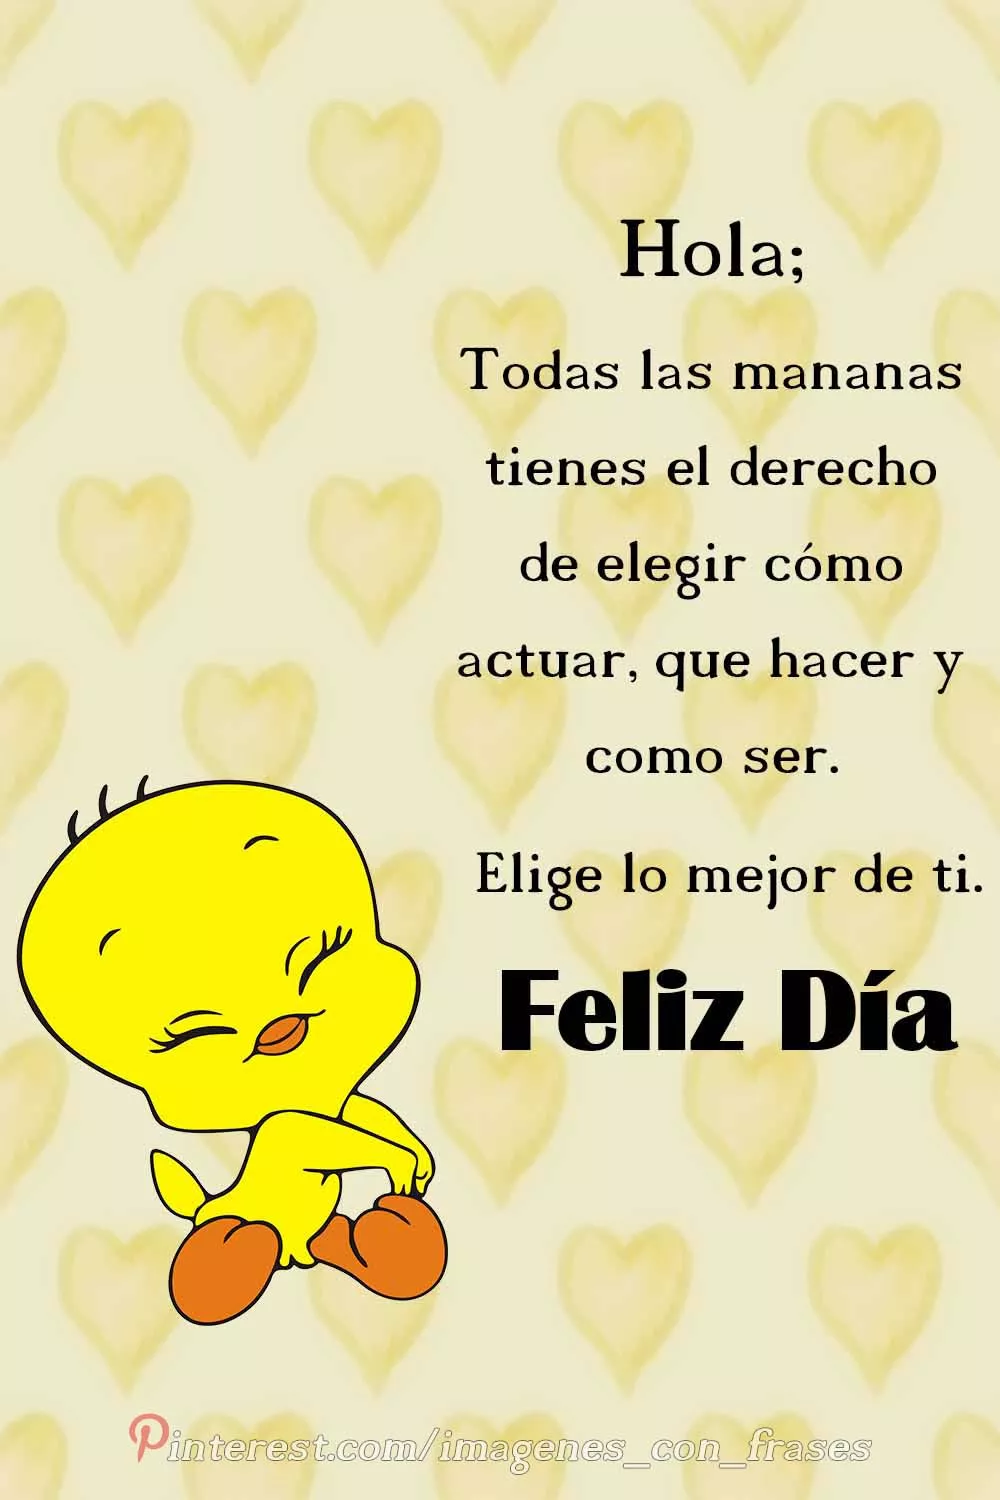 Hola;
Todas las mananas
tienes el derecho
de elegir cómo
actuar, que hacer y
como ser.
Elige lo mejor de ti.
Feliz Día
Pinterest.com/imagenes_con_frases